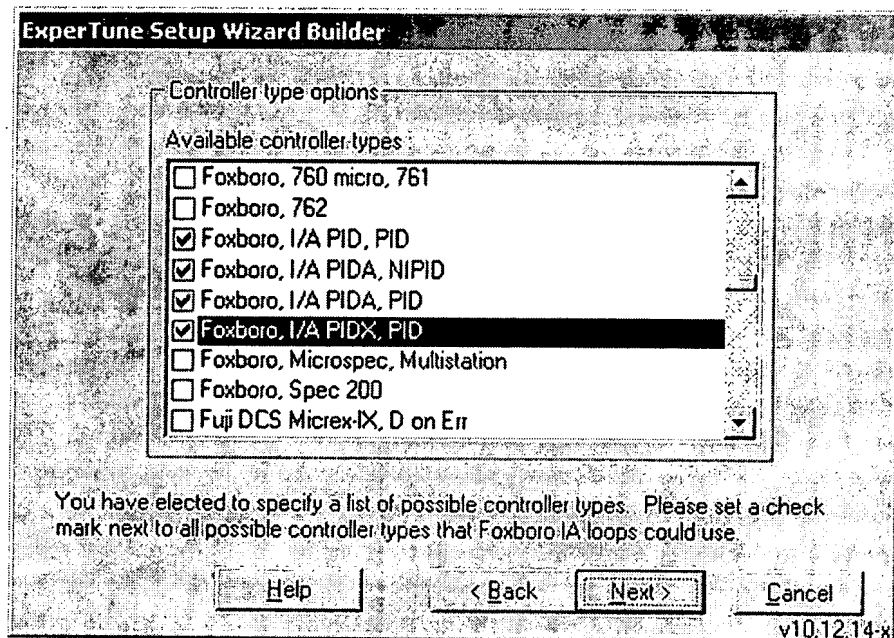 ExperTune Setup Wizard Builder
Controller type options
Available controller types :
Foxboro, 760 micro, 761
Foxboro, 762
Foxboro, I/A PID, PID
Foxboro, I/A PIDA, NIPID
Foxboro, I/A PIDA, PID
Foxboro, I/A PIDX, PID
Foxboro, Microspec, Multistation
Foxboro, Spec 200
Fuji DCS Micrex-IX, D on Err
You have elected to specify a list of possible controller types. Please set a check
mark next to all possible controller types that Foxboro IA loops could use.
Help < Back Next > Cancel
v10.12.14-x